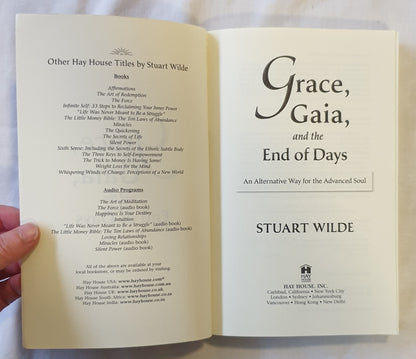 Other Hay House Titles by Stuart Wilde
Books
Affirmations
The Art of Redemption
The Force
Infinite Self: 33 Steps to Reclaiming Your Inner Power
"Life Was Never Meant to Be a Struggle"
The Little Money Bible: The Ten Laws of Abundance
Miracles
The Quickening
The Secrets of Life
Silent Power
Sixth Sense: Including the Secrets of the Etheric Subtle Body
The Three Keys to Self-Empowerment
The Trick to Money Is Having Some!
Weight Loss for the Mind
Whispering Winds of Change: Perceptions of a New World
Audio Programs
The Art of Meditation
The Force (audio book)
Happiness Is Your Destiny
Intuition
"Life Was Never Meant to Be a Struggle" (audio book)
The Little Money Bible: The Ten Laws of Abundance (audio book)
Loving Relationships
Miracles (audio book)
Silent Power (audio book)
All of the above are available at your
local bookstore, or may be ordered by visiting:
Hay House USA: www.hayhouse.com®
Hay House Australia: www.hayhouse.com.au
Hay House UK: www.hayhouse.co.uk
Hay House South Africa: www.hayhouse.co.za
Hay House India: www.hayhouse.co.in
Grace,
Gaia,
and the
End of Days
An Alternative Way for the Advanced Soul
STUART WILDE
HAY
HOUSE
HAY HOUSE, INC.
Carlsbad, California • New York City
London • Sydney • Johannesburg
Vancouver • Hong Kong • New Delhi